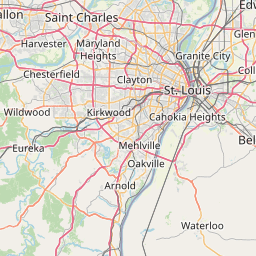 Saint Charles
Harvester
Maryland
Heights
Granite City
Chesterfield
Clayton
St. Louis
Wildwood
Kirkwood
Cahokia Heights
Eureka
Mehlville
Oakville
Arnold
Waterloo